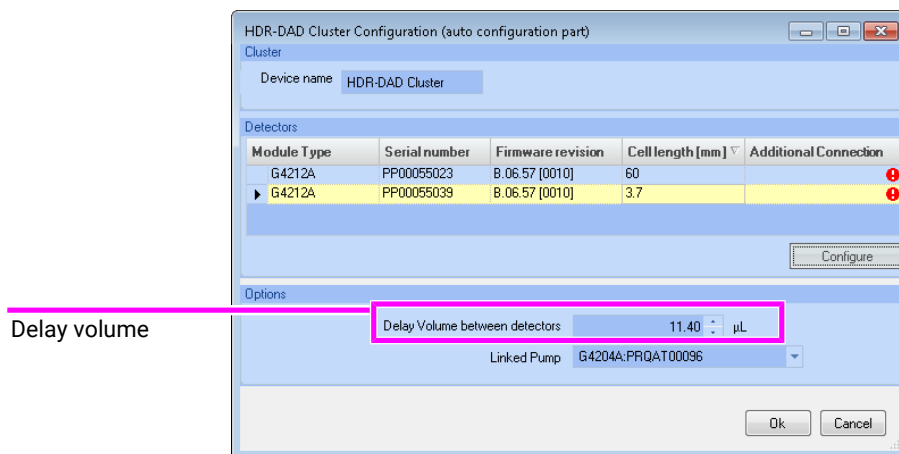 HDR-DAD Cluster Configuration (auto configuration part)
Cluster
Device name HDR-DAD Cluster
Detectors
Module Type Serial number Firmware revision Cell length [mm] Additional Connection
G4212A PP00055023 B.06.57 [0010] 60
G4212A PP00055039 B.06.57 [0010] 3.7
Configure
Options
Delay volume
Delay Volume between detectors 11.40 µL
Linked Pump G4204A:PRQAT00096
Ok Cancel